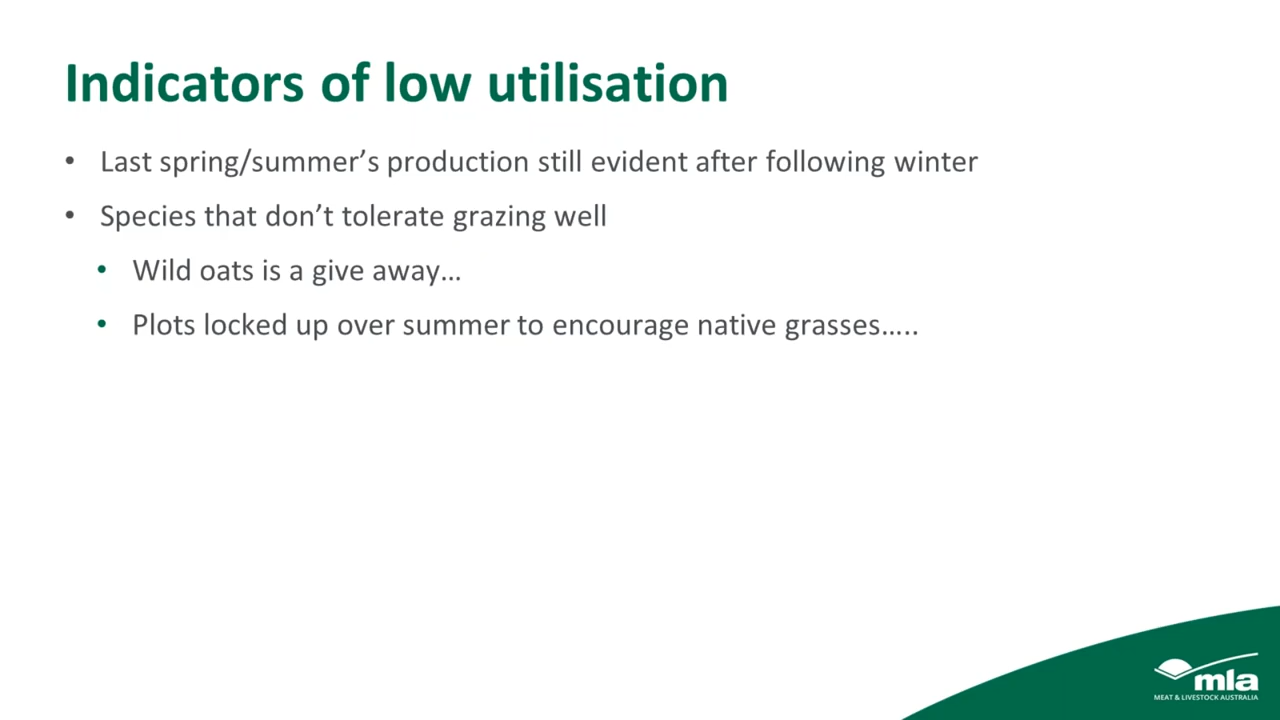 Indicators of low utilisation
• Last spring/summer’s production still evident after following winter
• Species that don’t tolerate grazing well
• Wild oats is a give away…
• Plots locked up over summer to encourage native grasses…..
mla
MEAT & LIVESTOCK AUSTRALIA